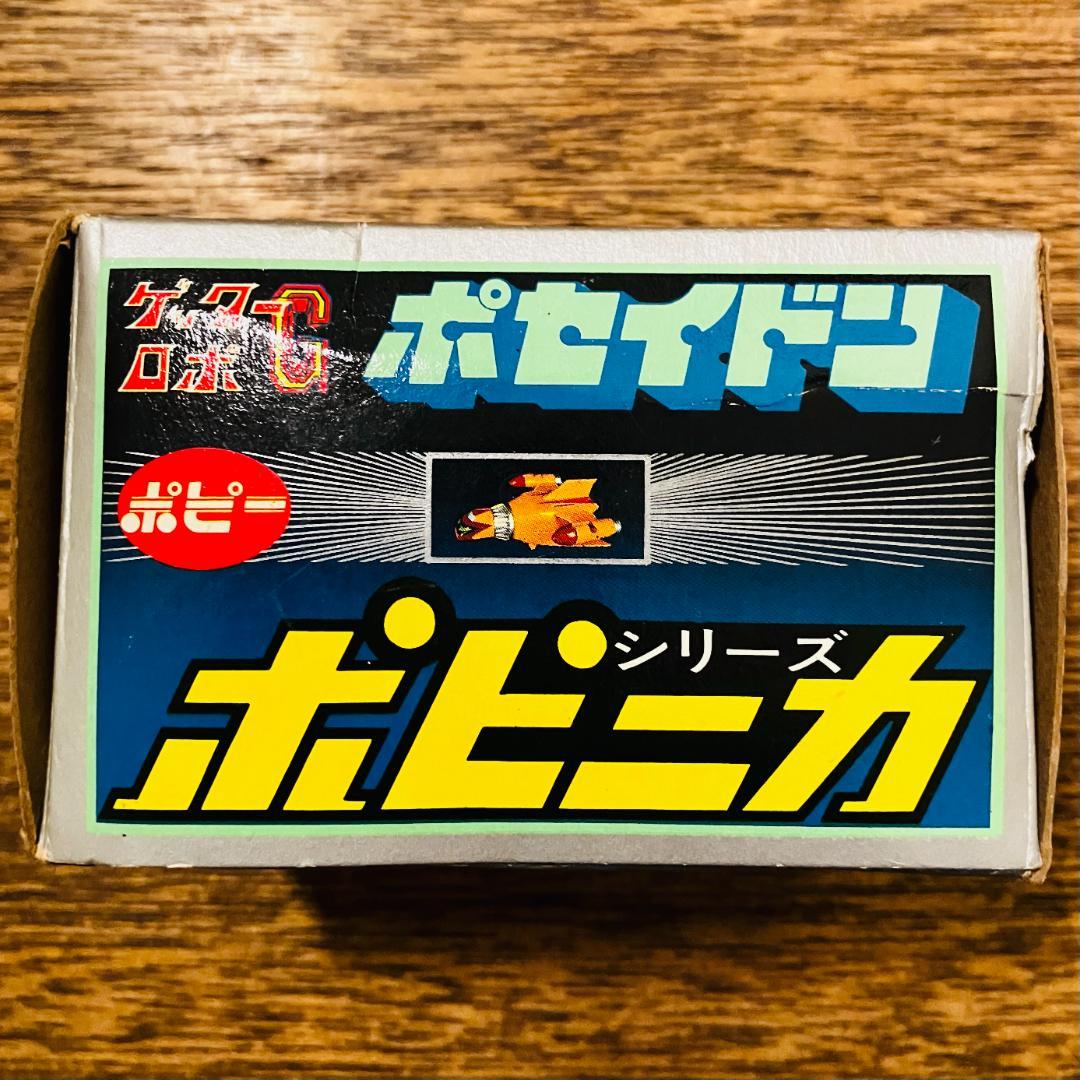 ゲッター
ロボG
ポセイドン
ポピー
シリーズ
ポピニカ